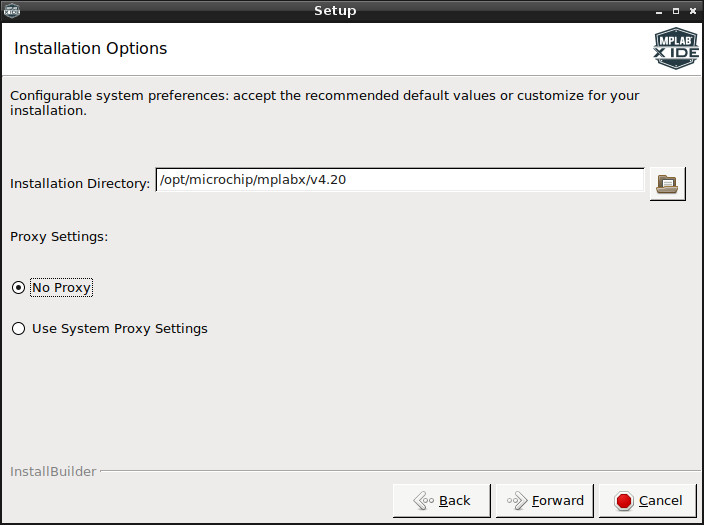 Setup
Installation Options
MPLAB®
X IDE
Configurable system preferences: accept the recommended default values or customize for your
installation.
Installation Directory: /opt/microchip/mplabx/v4.20
Proxy Settings:
No Proxy
Use System Proxy Settings
InstallBuilder
Back Forward Cancel